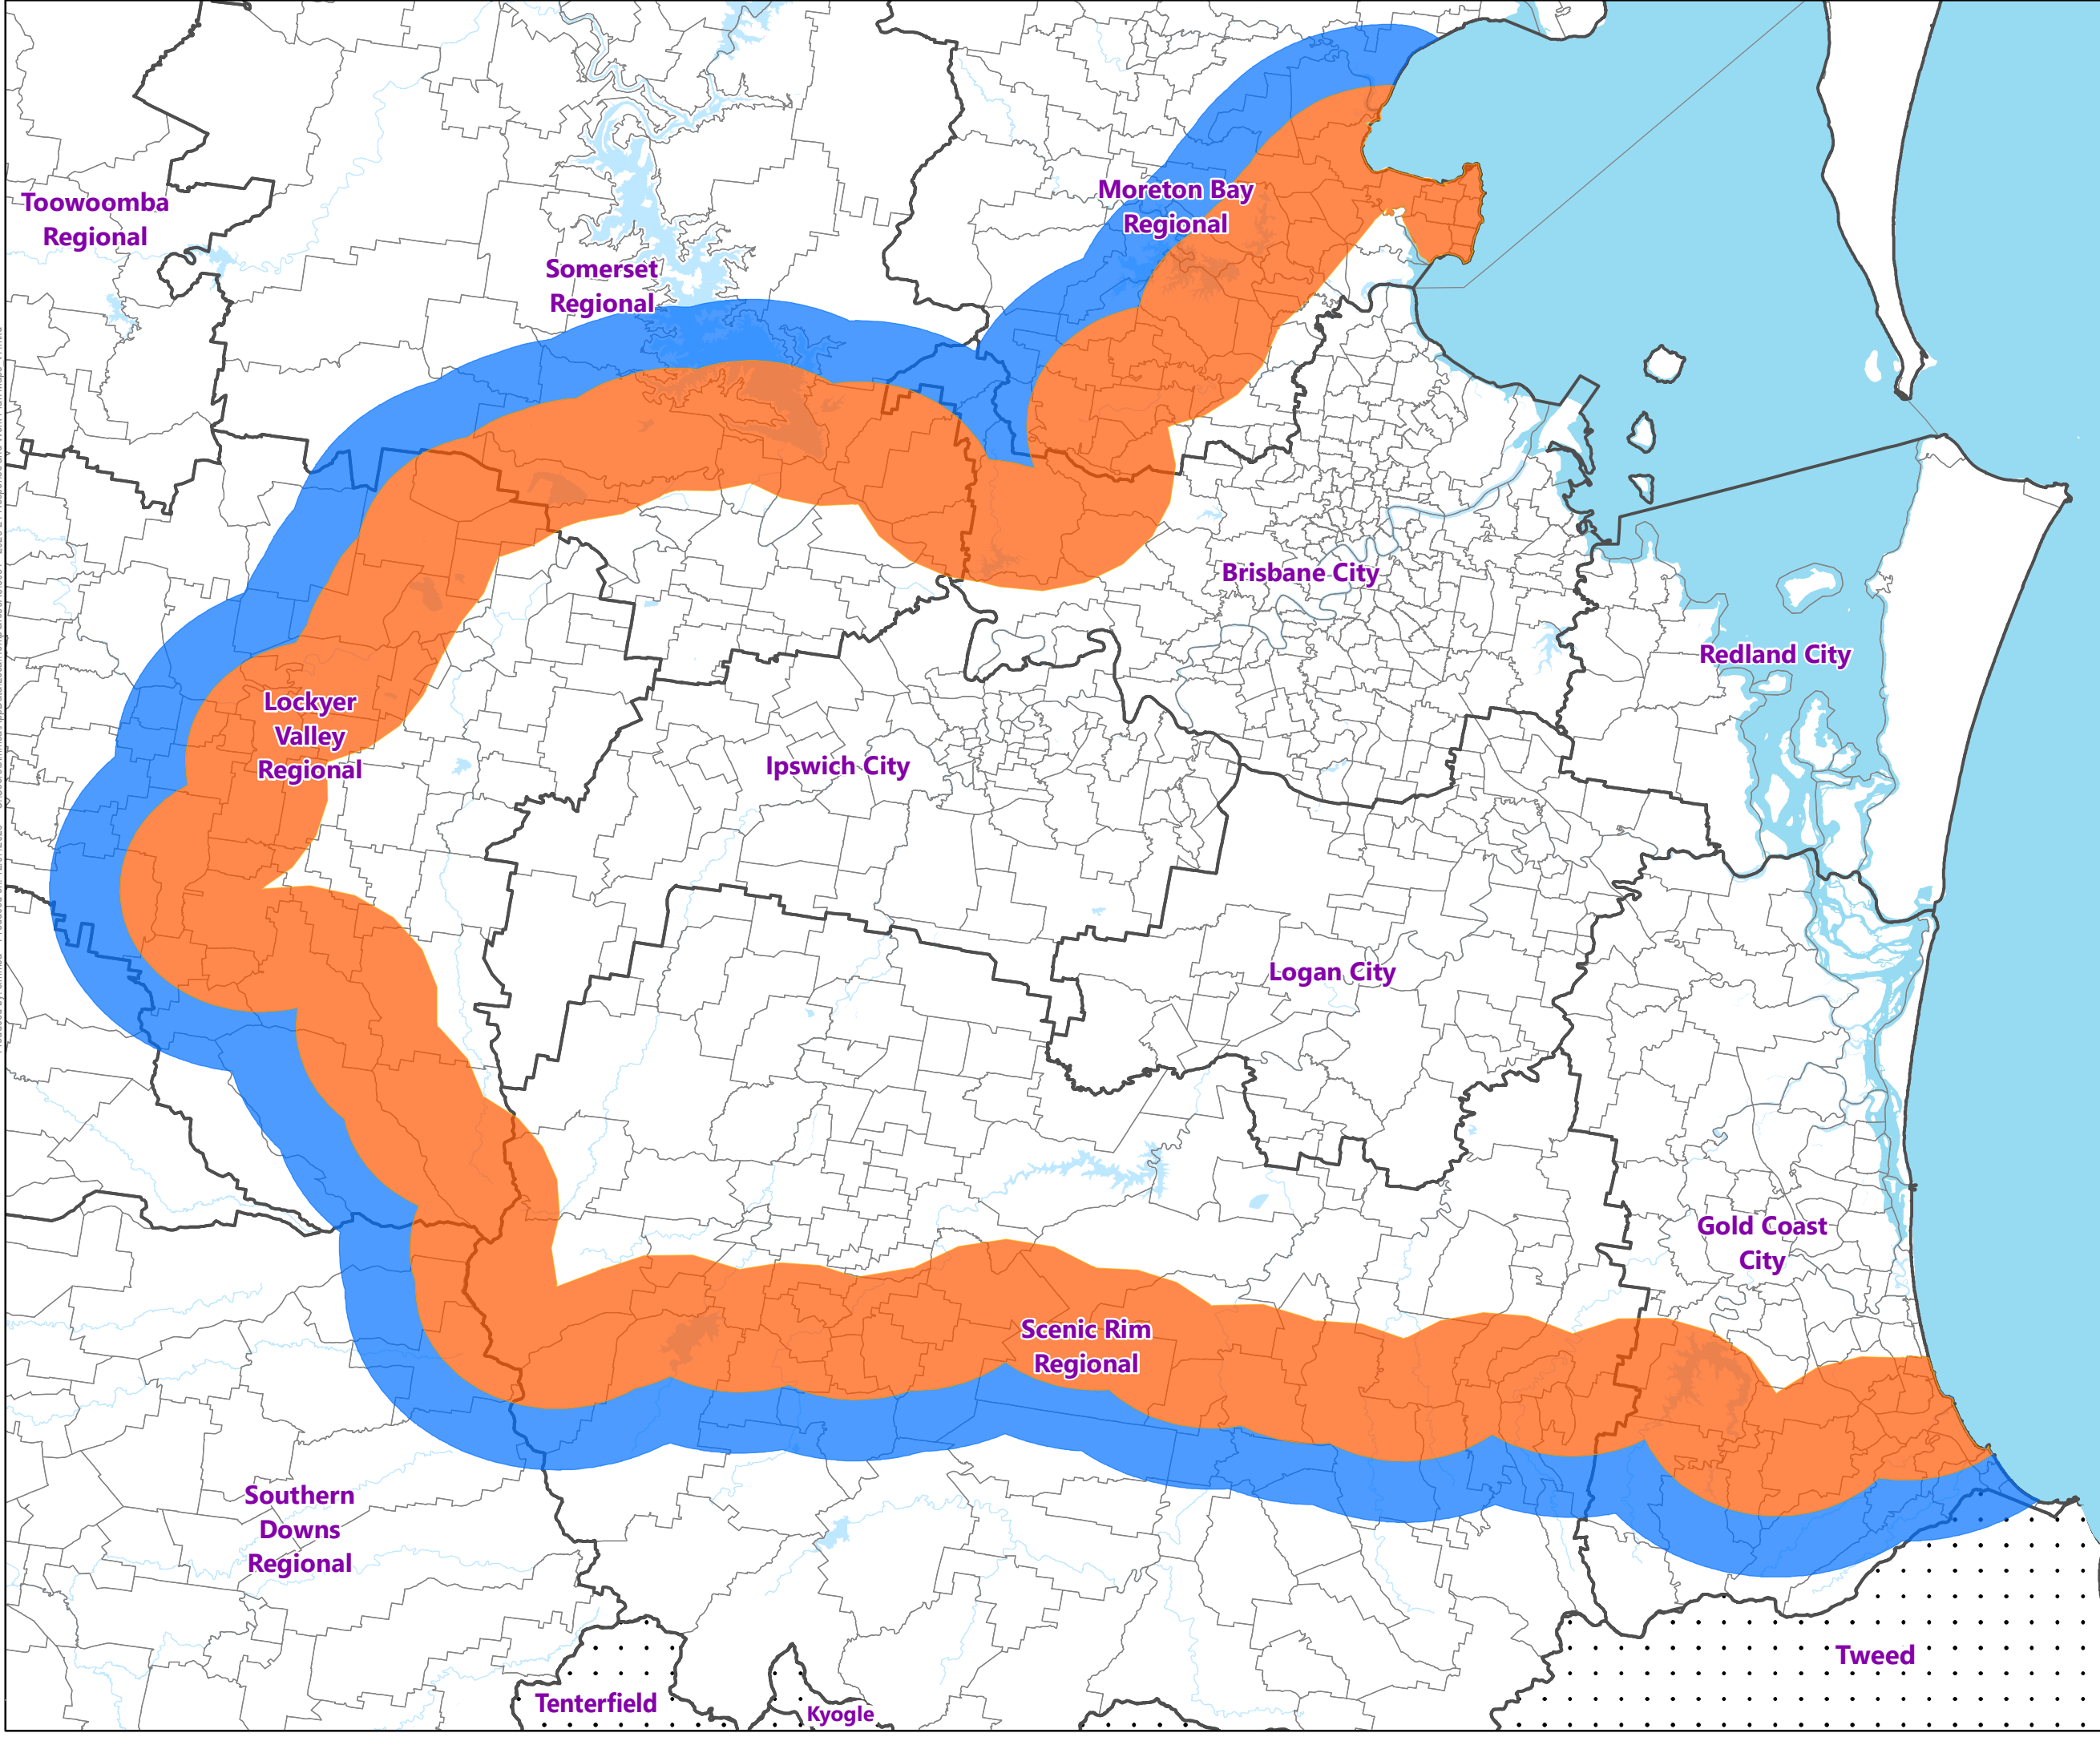 Moreton Bay
Regional
Toowoomba
Regional
Somerset
Regional
Brisbane City
Redland City
Lockyer
Valley
Regional
Ipswich City
Logan City
Gold Coast
City
Scenic Rim
Regional
Southern
Downs
Regional
Tweed
Tenterfield
Kyogle